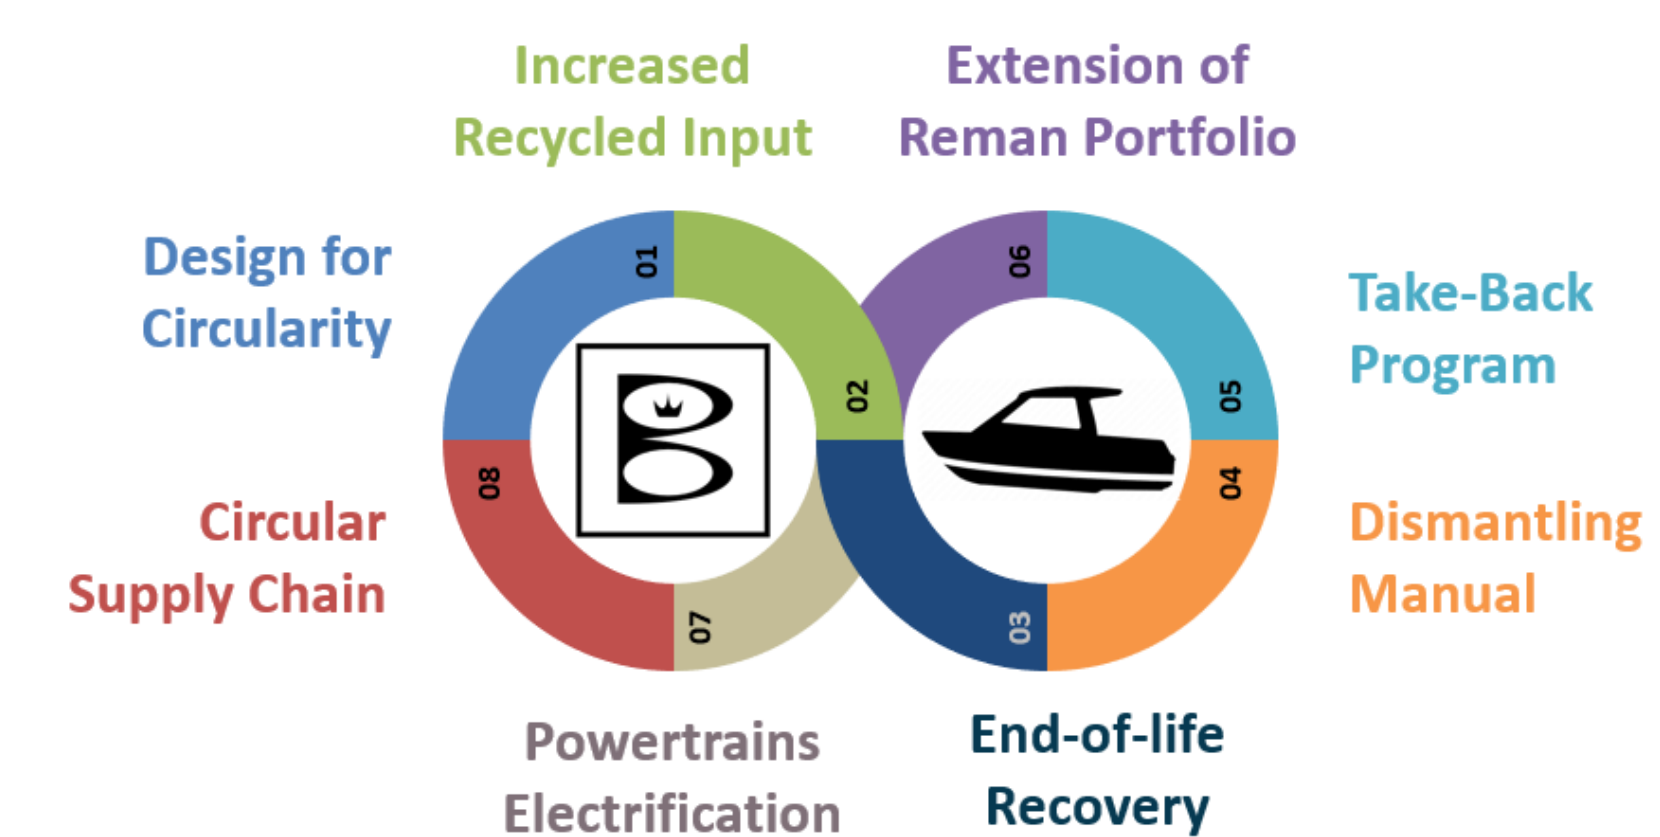 Increased
Recycled Input
Extension of
Reman Portfolio
Design for
Circularity
01
06
Take-Back
Program
02
05
B
08
04
Circular
Supply Chain
Dismantling
Manual
07
03
Powertrains
Electrification
End-of-life
Recovery